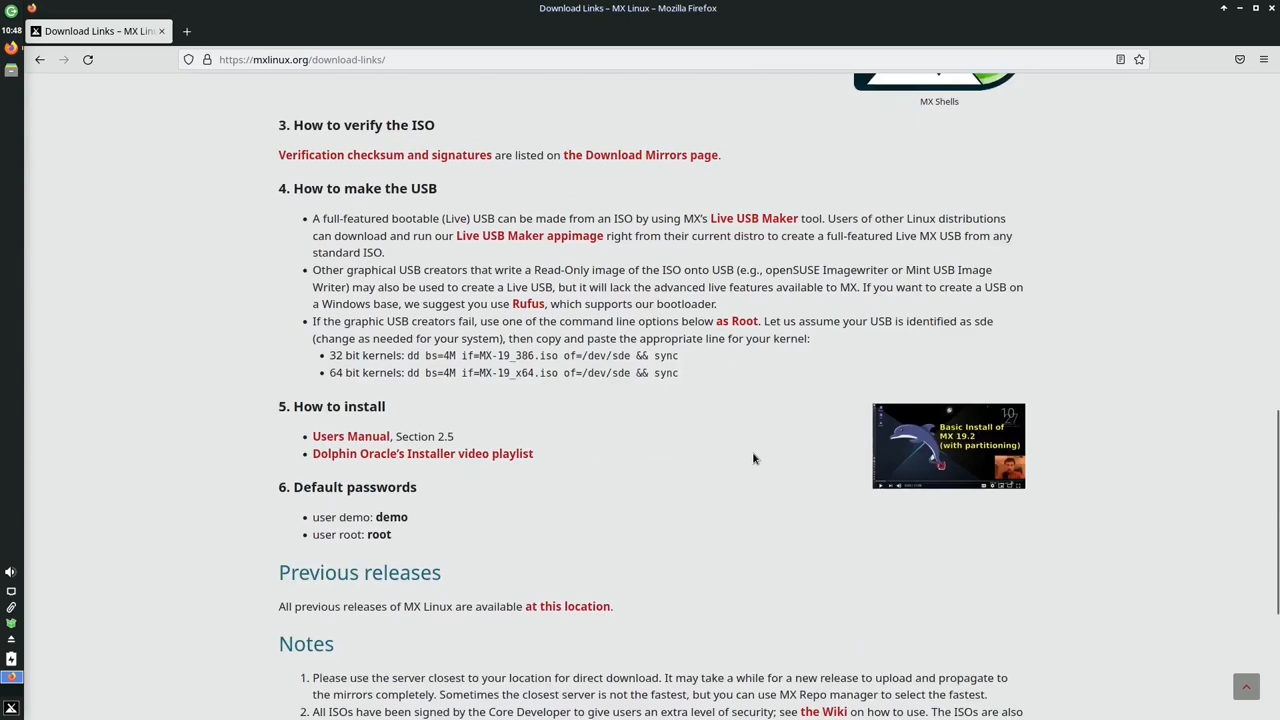 Download Links – MX Linux – Mozilla Firefox
10:48
Download Links – MX Lin
https://mxlinux.org/download-links/
MX Shells
3. How to verify the ISO
Verification checksum and signatures are listed on the Download Mirrors page.
4. How to make the USB
• A full-featured bootable (Live) USB can be made from an ISO by using MX’s Live USB Maker tool. Users of other Linux distributions
can download and run our Live USB Maker appimage right from their current distro to create a full-featured Live MX USB from any
standard ISO.
• Other graphical USB creators that write a Read-Only image of the ISO onto USB (e.g., openSUSE Imagewriter or Mint USB Image
Writer) may also be used to create a Live USB, but it will lack the advanced live features available to MX. If you want to create a USB on
a Windows base, we suggest you use Rufus, which supports our bootloader.
• If the graphic USB creators fail, use one of the command line options below as Root. Let us assume your USB is identified as sde
(change as needed for your system), then copy and paste the appropriate line for your kernel:
• 32 bit kernels: dd bs=4M if=MX-19_386.iso of=/dev/sde && sync
• 64 bit kernels: dd bs=4M if=MX-19_x64.iso of=/dev/sde && sync
5. How to install
• Users Manual, Section 2.5
• Dolphin Oracle’s Installer video playlist
10
27
Basic Install of
MX 19.2
(with partitioning)
6. Default passwords
• user demo: demo
• user root: root
Previous releases
All previous releases of MX Linux are available at this location.
Notes
1. Please use the server closest to your location for direct download. It may take a while for a new release to upload and propagate to
the mirrors completely. Sometimes the closest server is not the fastest, but you can use MX Repo manager to select the fastest.
2. All ISOs have been signed by the Core Developer to give users an extra level of security; see the Wiki on how to use. The ISOs are also